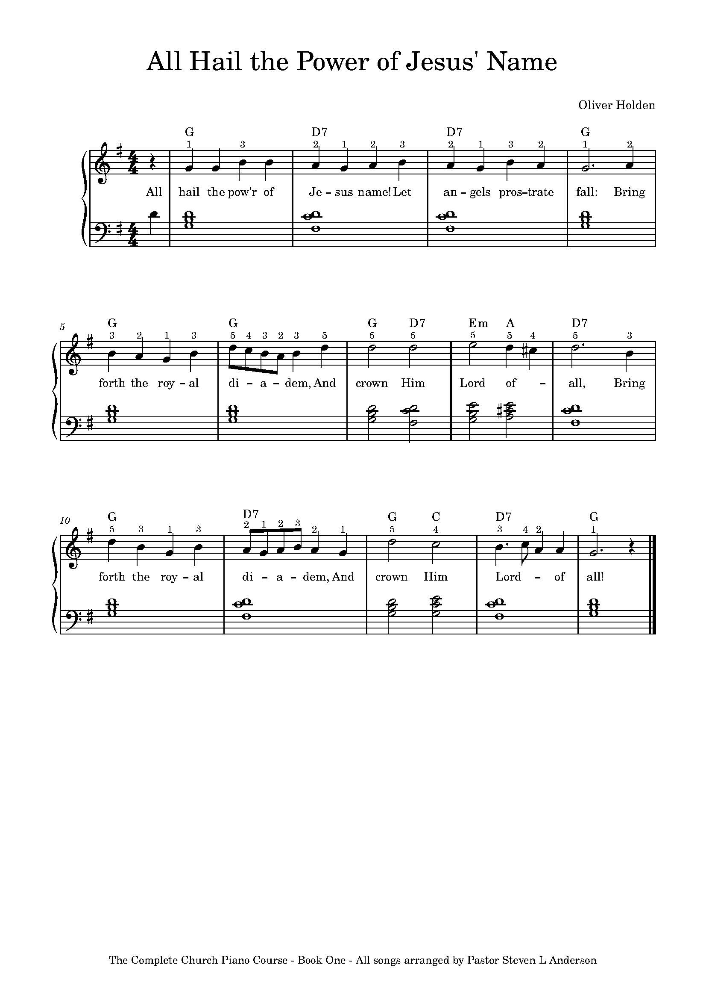 All Hail the Power of Jesus' Name
Oliver Holden
G D7 D7 G
1 3 2 1 2 3 2 1 3 2 1 2
4 4
All hail the pow'r of Je – sus name! Let an – gels pros – trate fall: Bring
4 4
5
G G G D7 Em A D7
3 2 1 3 5 4 3 2 3 5 5 5 5 5 4 5 3
forth the roy – al di – a – dem, And crown Him Lord of – all, Bring
10
G D7 G C D7 G
5 3 1 3 2 1 2 3 2 1 5 4 3 4 2 1
forth the roy – al di – a – dem, And crown Him Lord – – of all!
The Complete Church Piano Course - Book One - All songs arranged by Pastor Steven L Anderson